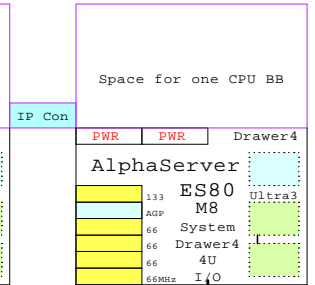 Space for one CPU BB
IP Con
PWR PWR Drawer4
AlphaServer
133 ES80 Ultra3
AGP M8
66 System
66 Drawer4
66 4U
66MHz I/O